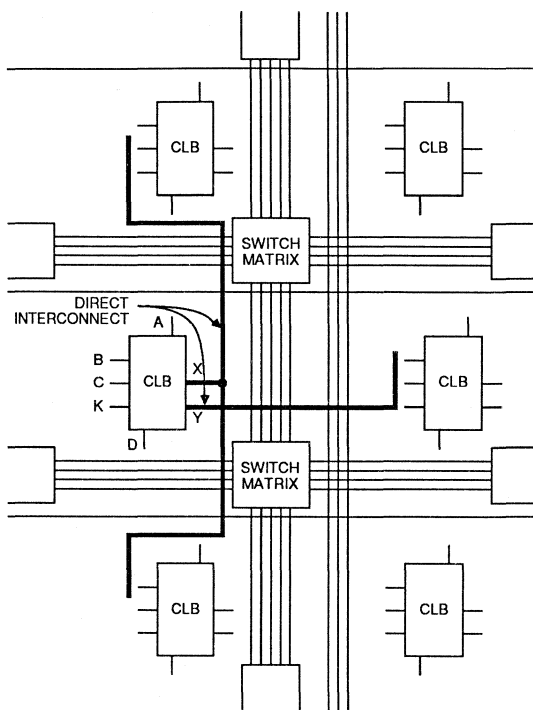 CLB
CLB
SWITCH
MATRIX
DIRECT
INTERCONNECT
A
B
X
C
CLB
CLB
K
Y
D
SWITCH
MATRIX
CLB
CLB